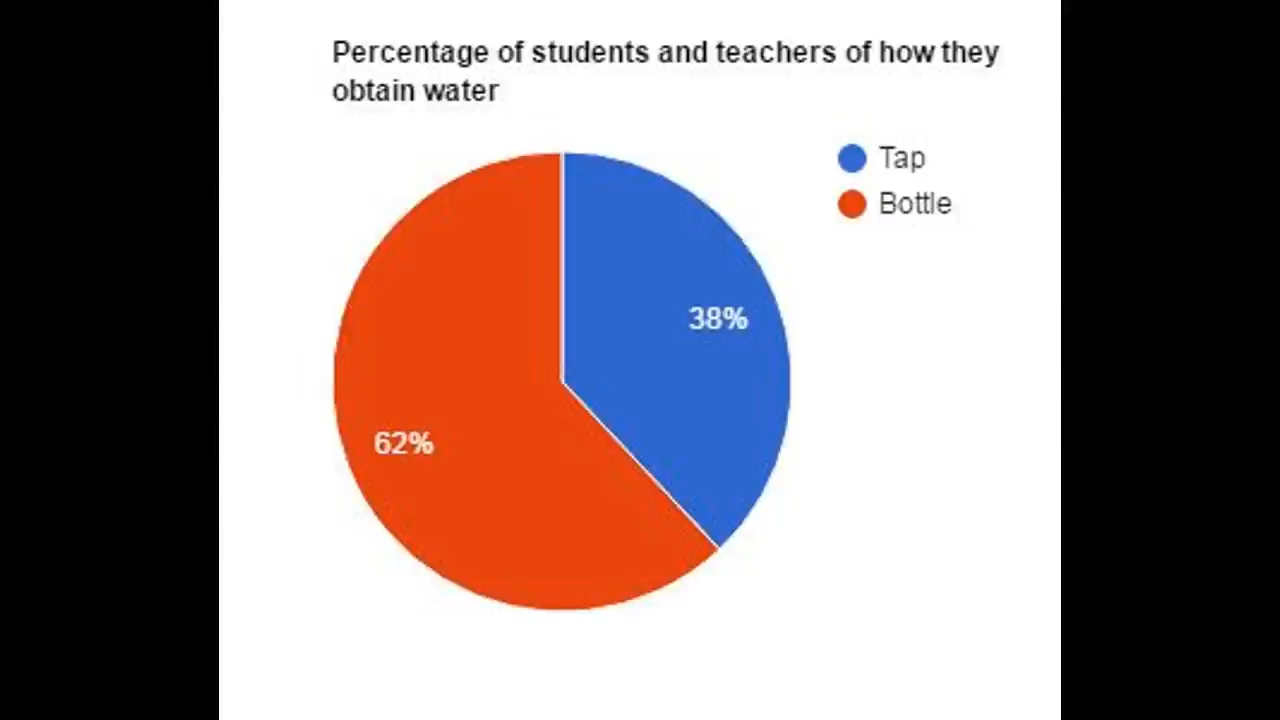 Percentage of students and teachers of how they
obtain water
Tap
Bottle
38%
62%